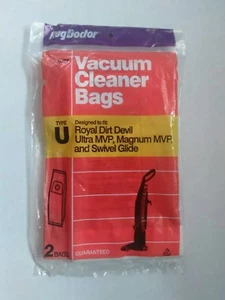 RugDoctor
Vacuum
Cleaner
Bags
TYPE
U
Designed to fit:
Royal Dirt Devil
Ultra MVP, Magnum MVP,
and Swivel Glide
2 BAGS
GUARANTEED